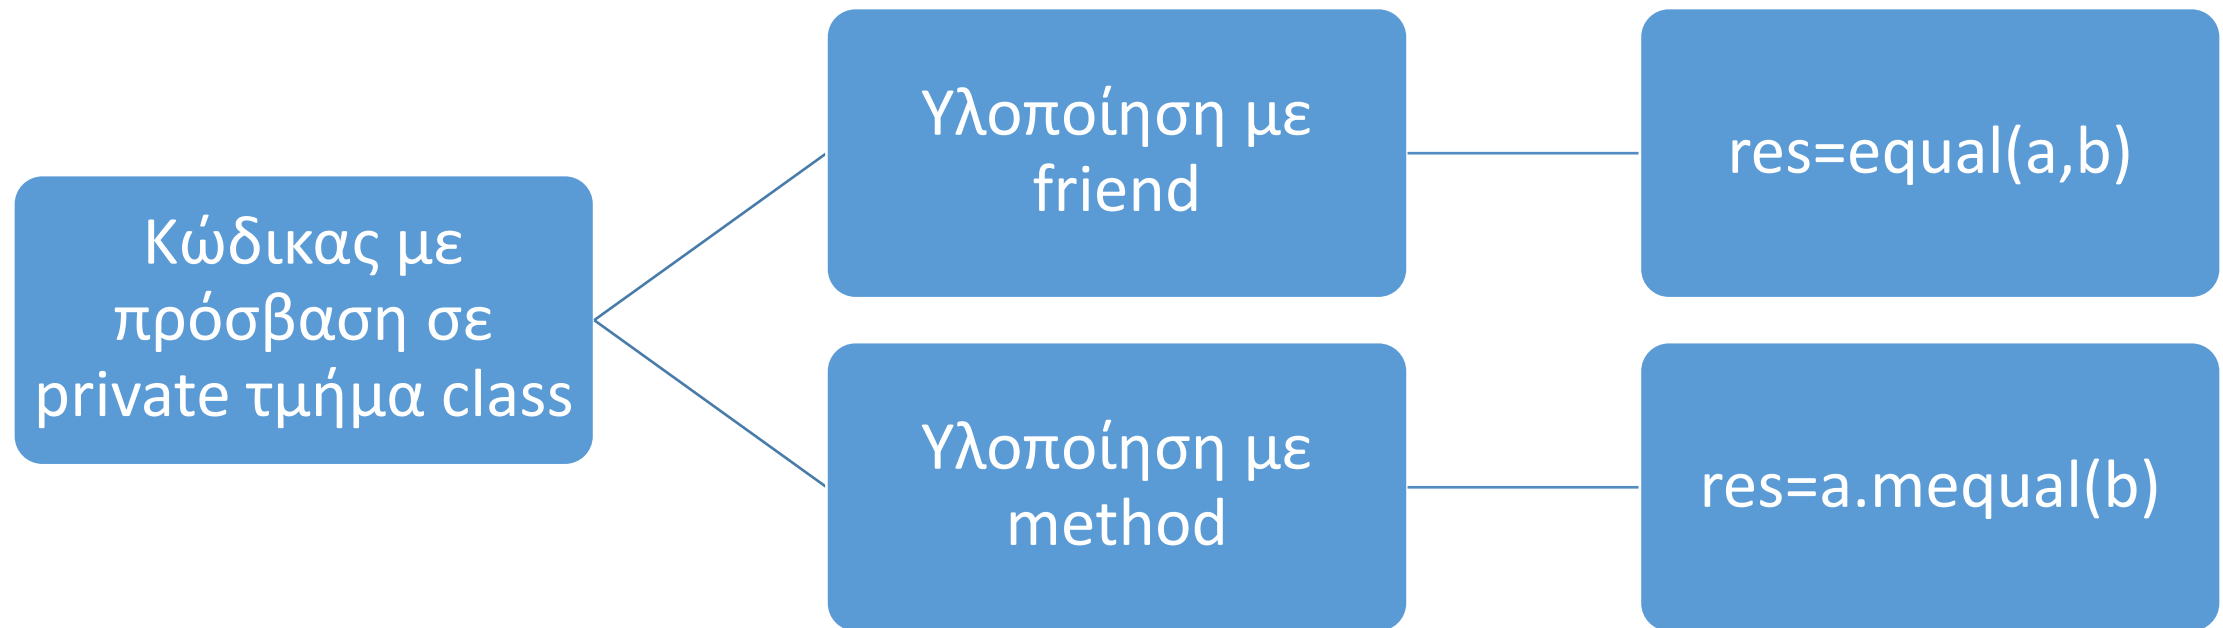 Κώδικας με
πρόσβαση σε
private τμήμα class
Υλοποίηση με
friend
res=equal(a,b)
Υλοποίηση με
method
res=a.mequal(b)